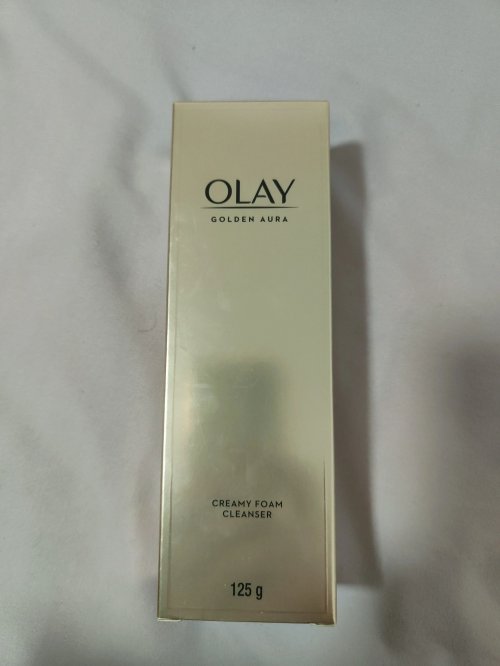 OLAY
GOLDEN AURA
CREAMY FOAM
CLEANSER
125 g